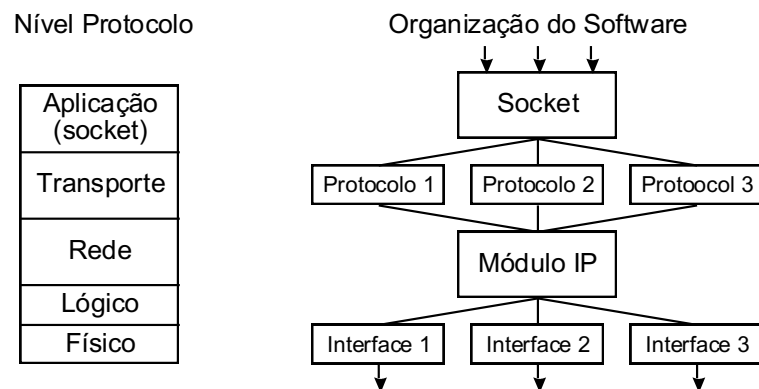 Nível Protocolo
Aplicação
(socket)
Transporte
Rede
Lógico
Físico
Organização do Software
Socket
Protocolo 1
Protocolo 2
Protoocol 3
Módulo IP
Interface 1
Interface 2
Interface 3